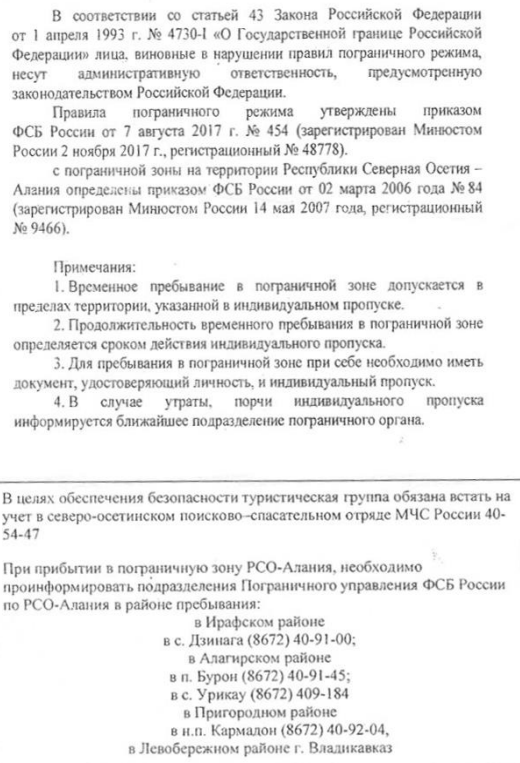 В соответствии со статьей 43 Закона Российской Федерации
от 1 апреля 1993 г. № 4730-I «О Государственной границе Российской
Федерации» лица, виновные в нарушении правил пограничного режима,
несут административную ответственность, предусмотренную
законодательством Российской Федерации.
Правила пограничного режима утверждены приказом
ФСБ России от 7 августа 2017 г. № 454 (зарегистрирован Минюстом
России 2 ноября 2017 г., регистрационный № 48778).
с пограничной зоны на территории Республики Северная Осетия –
Алания определены приказом ФСБ России от 02 марта 2006 года № 84
(зарегистрирован Минюстом России 14 мая 2007 года, регистрационный
№ 9466).
Примечания:
1. Временное пребывание в пограничной зоне допускается в
пределах территории, указанной в индивидуальном пропуске.
2. Продолжительность временного пребывания в пограничной зоне
определяется сроком действия индивидуального пропуска.
3. Для пребывания в пограничной зоне при себе необходимо иметь
документ, удостоверяющий личность, и индивидуальный пропуск.
4. В случае утраты, порчи индивидуального пропуска
информируется ближайшее подразделение пограничного органа.
В целях обеспечения безопасности туристическая группа обязана встать на
учет в северо-осетинском поисково–спасательном отряде МЧС России 40-
54-47
При прибытии в пограничную зону РСО-Алания, необходимо
проинформировать подразделения Пограничного управления ФСБ России
по РСО-Алания в районе пребывания:
в Ирафском районе
в с. Дзинага (8672) 40-91-00;
в Алагирском районе
в п. Бурон (8672) 40-91-45;
в с. Урикау (8672) 409-184
в Пригородном районе
в н.п. Кармадон (8672) 40-92-04,
в Левобережном районе г. Владикавказ